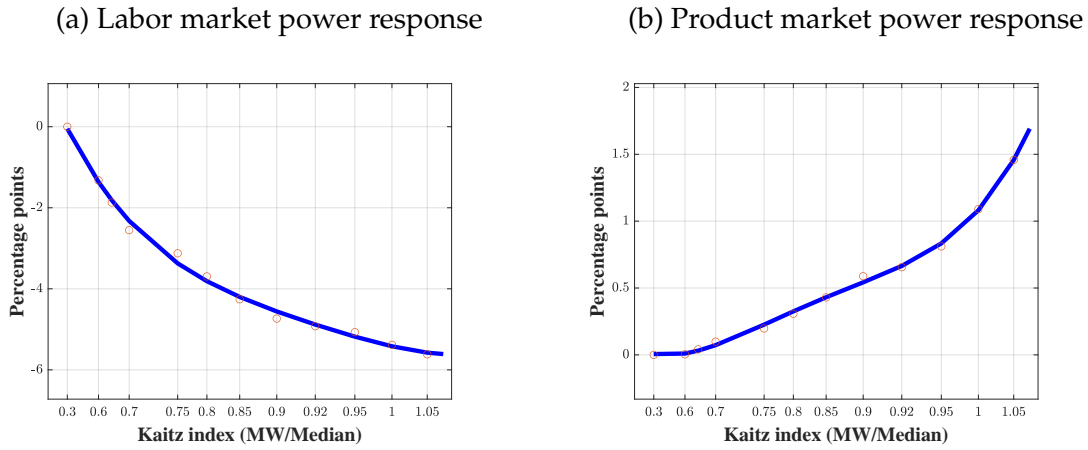 (a) Labor market power response
0
-2
-4
-6
Percentage points
0.3 0.6 0.7 0.75 0.8 0.85 0.9 0.92 0.95 1 1.05
Kaitz index (MW/Median)
(b) Product market power response
2
1.5
1
0.5
0
Percentage points
0.3 0.6 0.7 0.75 0.8 0.85 0.9 0.92 0.95 1 1.05
Kaitz index (MW/Median)